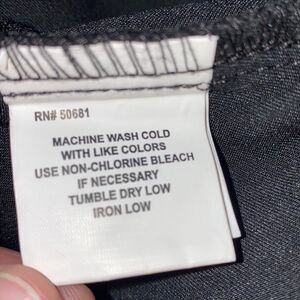 RN# 50681
MACHINE WASH COLD
WITH LIKE COLORS
USE NON-CHLORINE BLEACH
IF NECESSARY
TUMBLE DRY LOW
IRON LOW